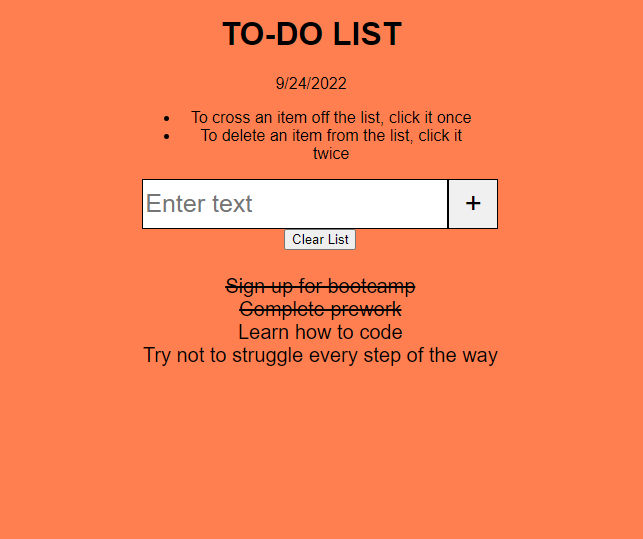 TO-DO LIST
9/24/2022
To cross an item off the list, click it once
To delete an item from the list, click it
twice
Enter text
+
Clear List
Sign up for bootcamp
Complete prework
Learn how to code
Try not to struggle every step of the way